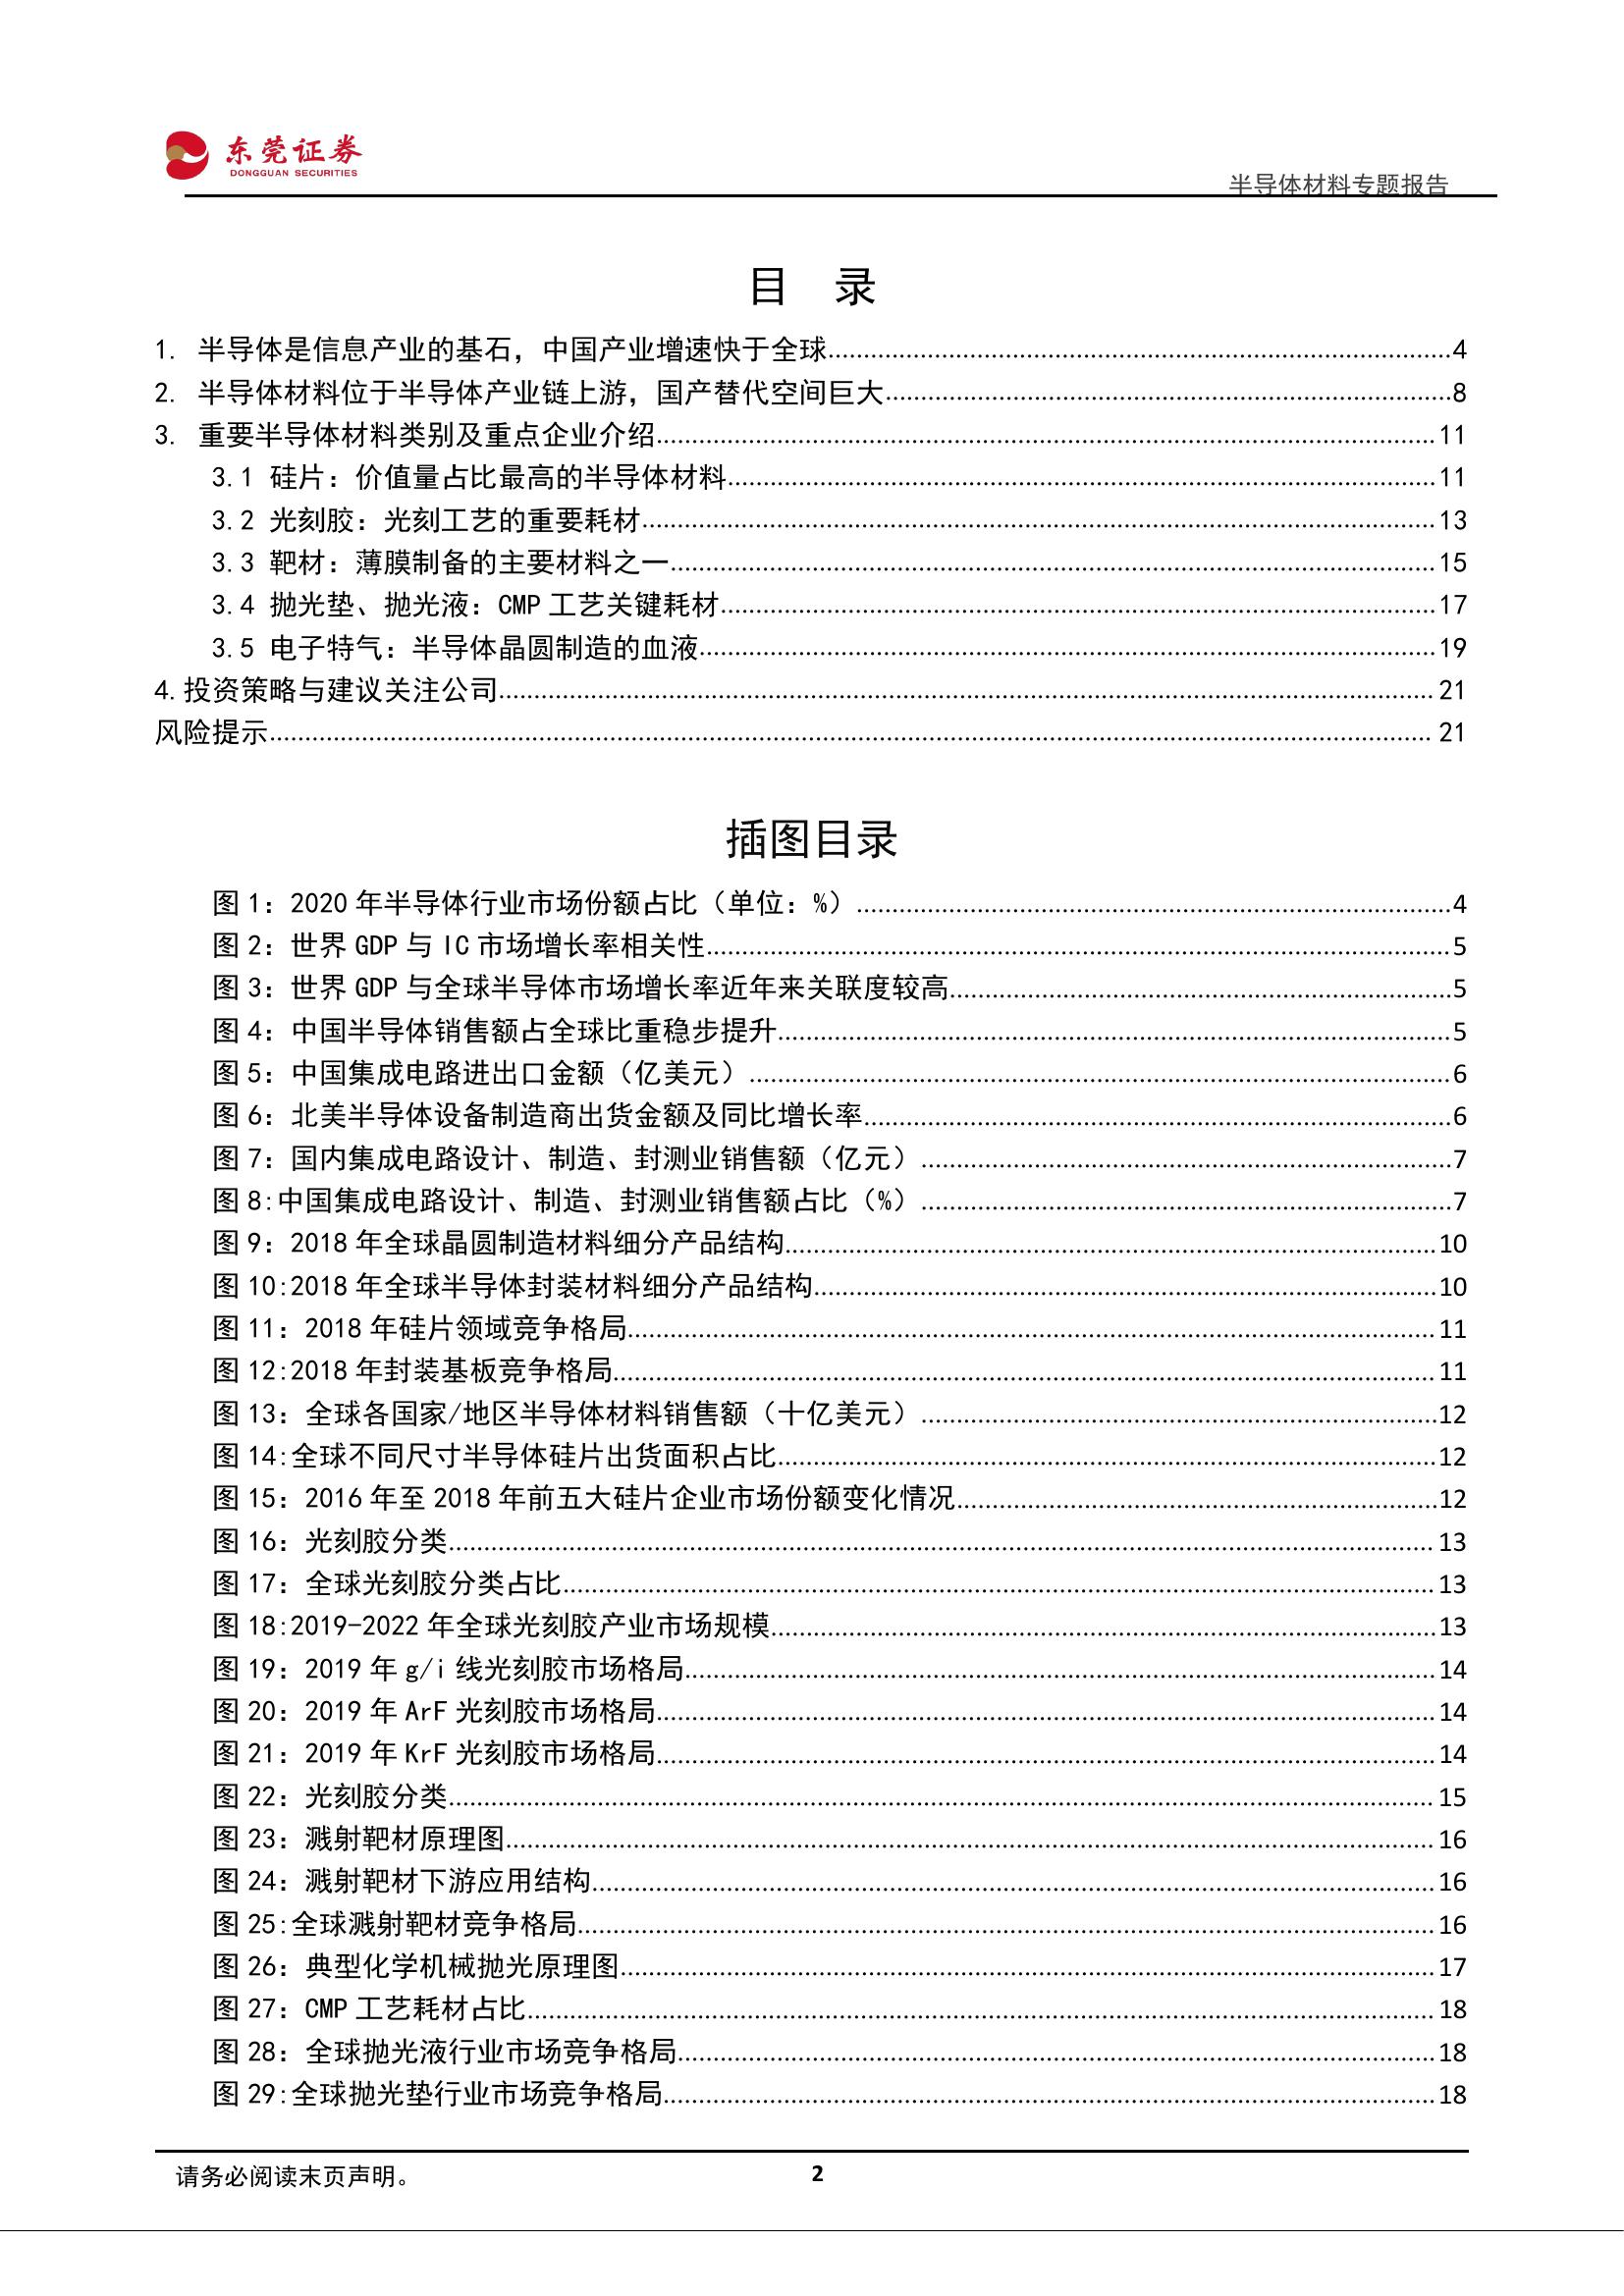 东莞证券
DONGGUAN SECURITIES
半导体材料专题报告
目 录
1. 半导体是信息产业的基石，中国产业增速快于全球 4
2. 半导体材料位于半导体产业链上游，国产替代空间巨大 8
3. 重要半导体材料类别及重点企业介绍 11
3.1 硅片：价值量占比最高的半导体材料 11
3.2 光刻胶：光刻工艺的重要耗材 13
3.3 靶材：薄膜制备的主要材料之一 15
3.4 抛光垫、抛光液：CMP 工艺关键耗材 17
3.5 电子特气：半导体晶圆制造的血液 19
4.投资策略与建议关注公司 21
风险提示 21
插图目录
图 1：2020 年半导体行业市场份额占比（单位：%） 4
图 2：世界 GDP 与 IC 市场增长率相关性 5
图 3：世界 GDP 与全球半导体市场增长率近年来关联度较高 5
图 4：中国半导体销售额占全球比重稳步提升 5
图 5：中国集成电路进出口金额（亿美元） 6
图 6：北美半导体设备制造商出货金额及同比增长率 6
图 7：国内集成电路设计、制造、封测业销售额（亿元） 7
图 8:中国集成电路设计、制造、封测业销售额占比（%） 7
图 9：2018 年全球晶圆制造材料细分产品结构 10
图 10:2018 年全球半导体封装材料细分产品结构 10
图 11：2018 年硅片领域竞争格局 11
图 12:2018 年封装基板竞争格局 11
图 13：全球各国家/地区半导体材料销售额（十亿美元） 12
图 14:全球不同尺寸半导体硅片出货面积占比 12
图 15：2016 年至 2018 年前五大硅片企业市场份额变化情况 12
图 16：光刻胶分类 13
图 17：全球光刻胶分类占比 13
图 18:2019-2022 年全球光刻胶产业市场规模 13
图 19：2019 年 g/i 线光刻胶市场格局 14
图 20：2019 年 ArF 光刻胶市场格局 14
图 21：2019 年 KrF 光刻胶市场格局 14
图 22：光刻胶分类 15
图 23：溅射靶材原理图 16
图 24：溅射靶材下游应用结构 16
图 25:全球溅射靶材竞争格局 16
图 26：典型化学机械抛光原理图 17
图 27：CMP 工艺耗材占比 18
图 28：全球抛光液行业市场竞争格局 18
图 29:全球抛光垫行业市场竞争格局 18
请务必阅读末页声明。
2